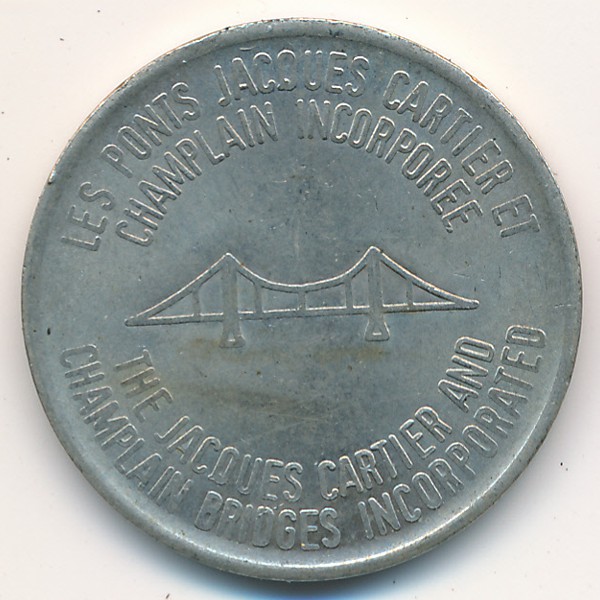 LES PONTS JACQUES CARTIER ET
CHAMPLAIN INCORPOREE
THE JACQUES CARTIER AND
CHAMPLAIN BRIDGES INCORPORATED